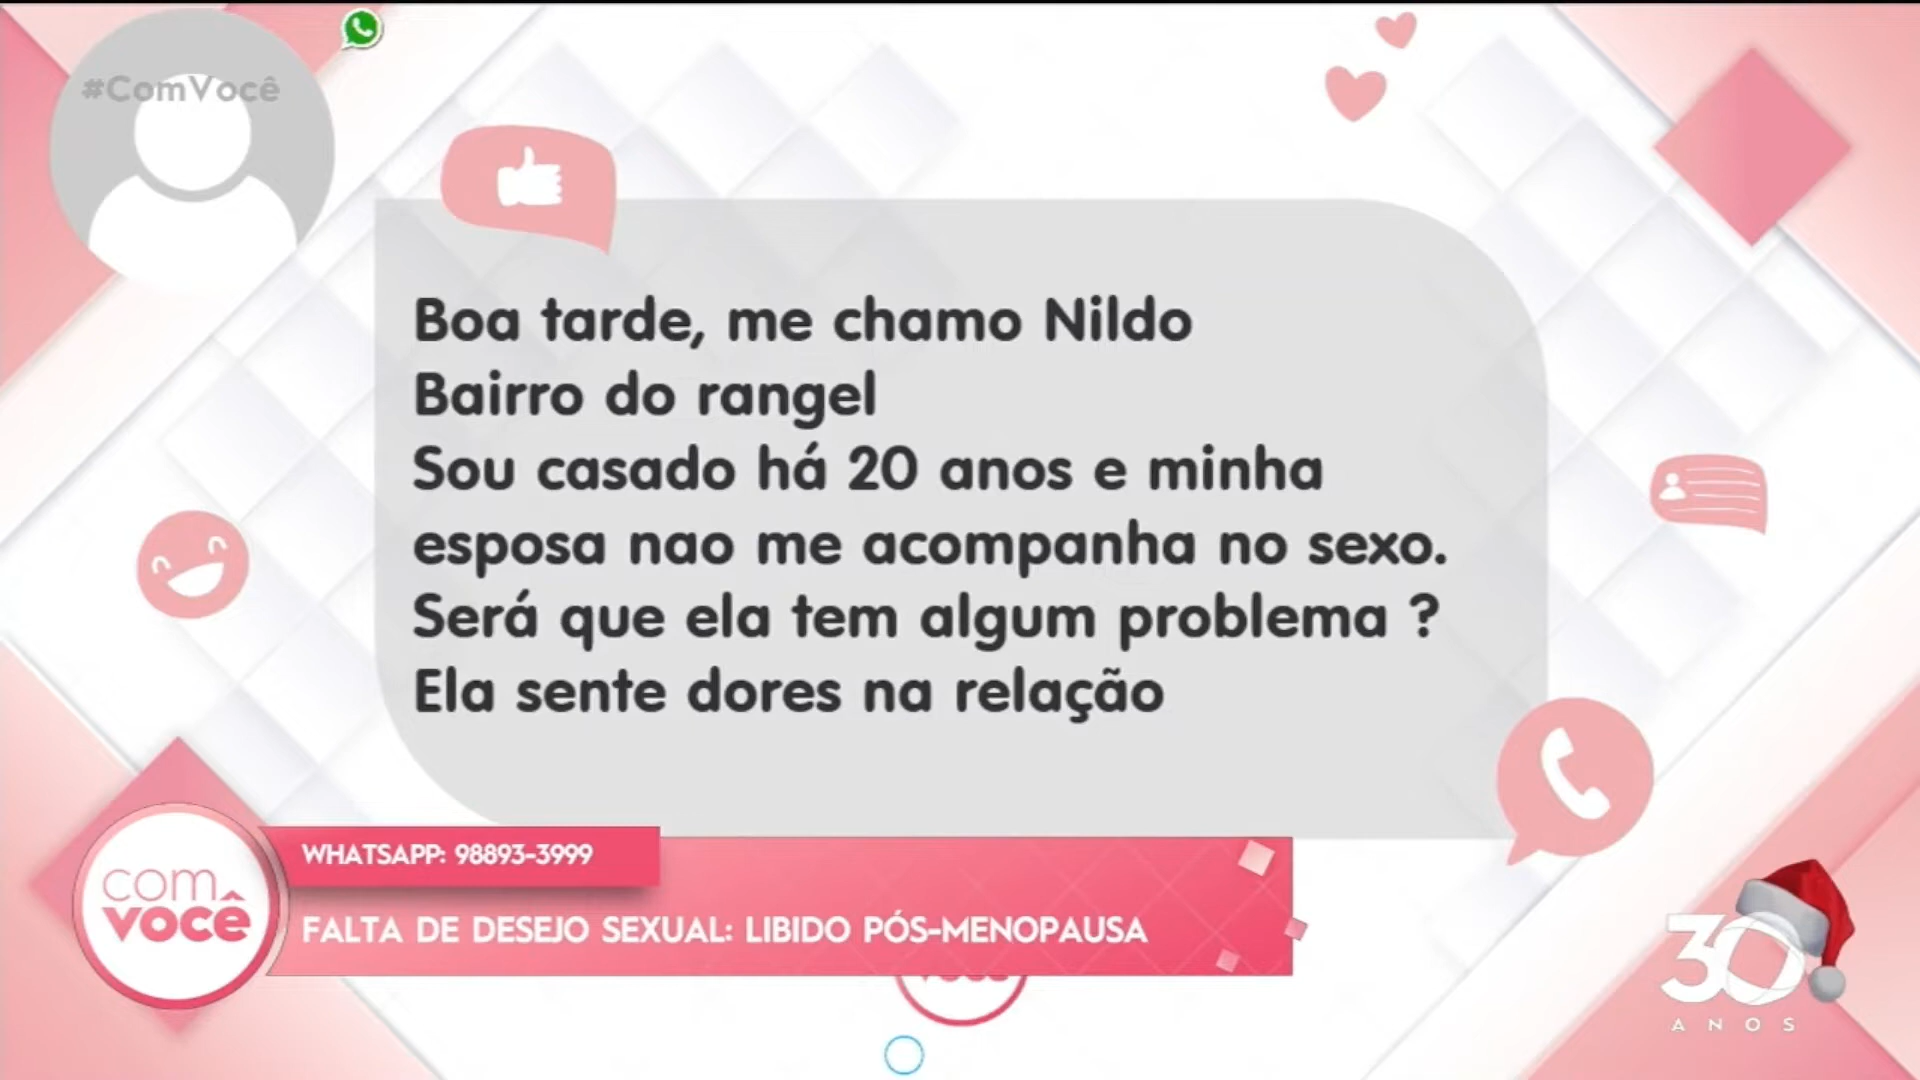 #ComVocê
Boa tarde, me chamo Nildo
Bairro do rangel
Sou casado há 20 anos e minha
esposa nao me acompanha no sexo.
Será que ela tem algum problema ?
Ela sente dores na relação
WHATSAPP: 98893-3999
com
você
FALTA DE DESEJO SEXUAL: LIBIDO PÓS-MENOPAUSA
30
ANOS